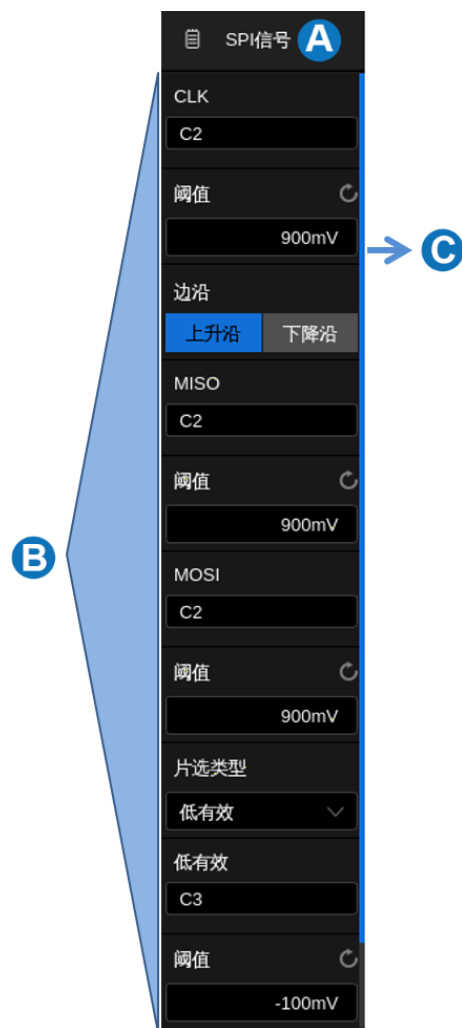 SPI信号 A
CLK
C2
阈值
900mV
C
边沿
上升沿 下降沿
MISO
C2
阈值
900mV
B
MOSI
C2
阈值
900mV
片选类型
低有效
低有效
C3
阈值
-100mV